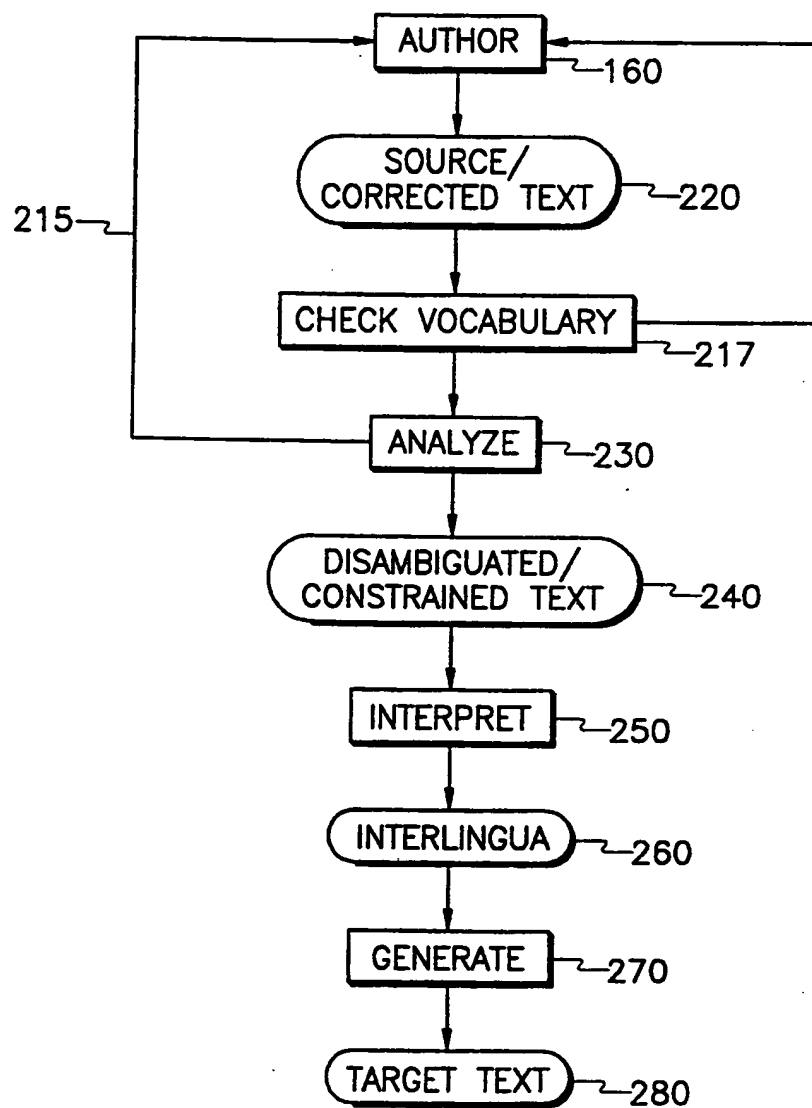 AUTHOR
160
SOURCE/
CORRECTED TEXT
220
215
CHECK VOCABULARY
217
ANALYZE
230
DISAMBIGUATED/
CONSTRAINED TEXT
240
INTERPRET
250
INTERLINGUA
260
GENERATE
270
TARGET TEXT
280